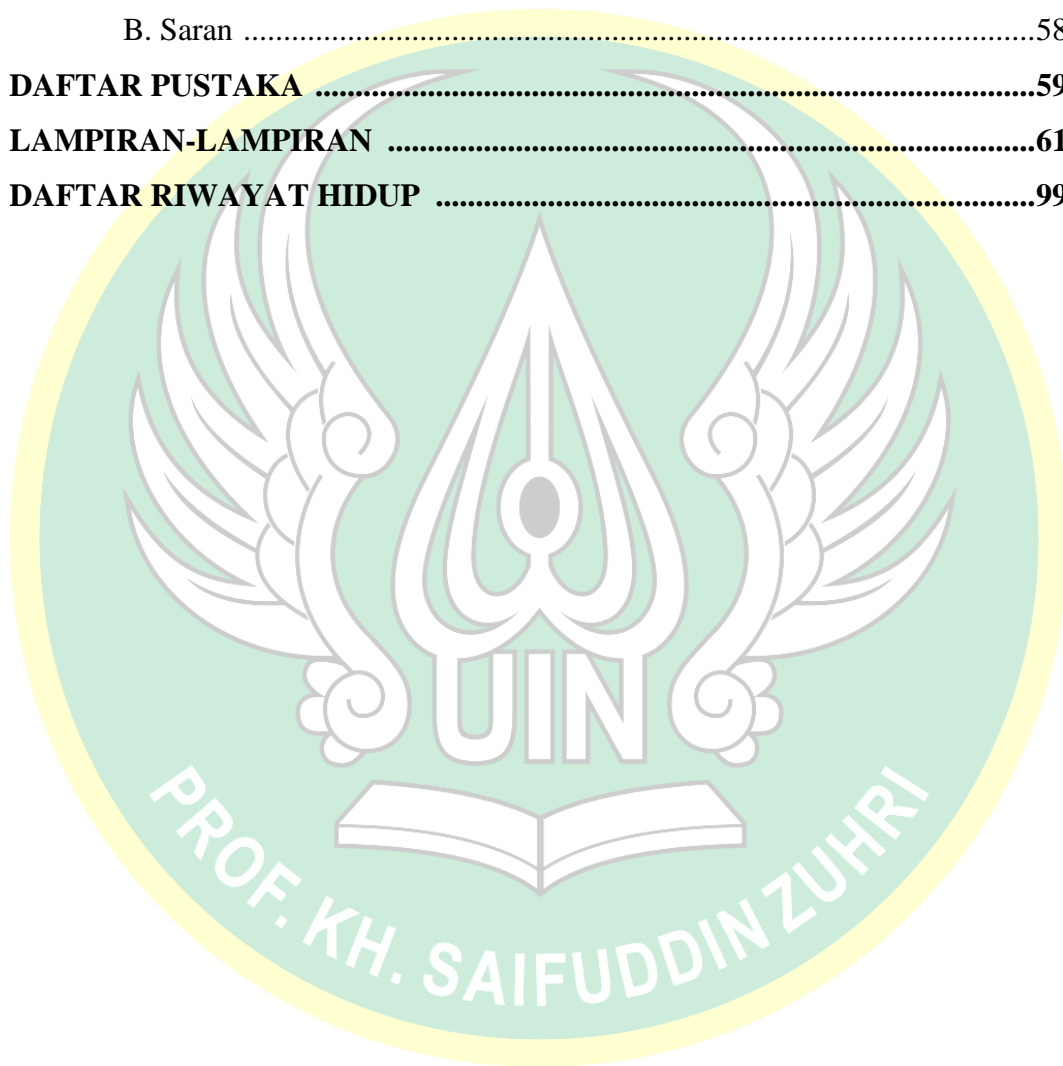 B. Saran ....................................................................................................58
DAFTAR PUSTAKA ...........................................................................................59
LAMPIRAN-LAMPIRAN ..................................................................................61
DAFTAR RIWAYAT HIDUP ............................................................................99
UIN
PROF. KH. SAIFUDDIN ZUHRI